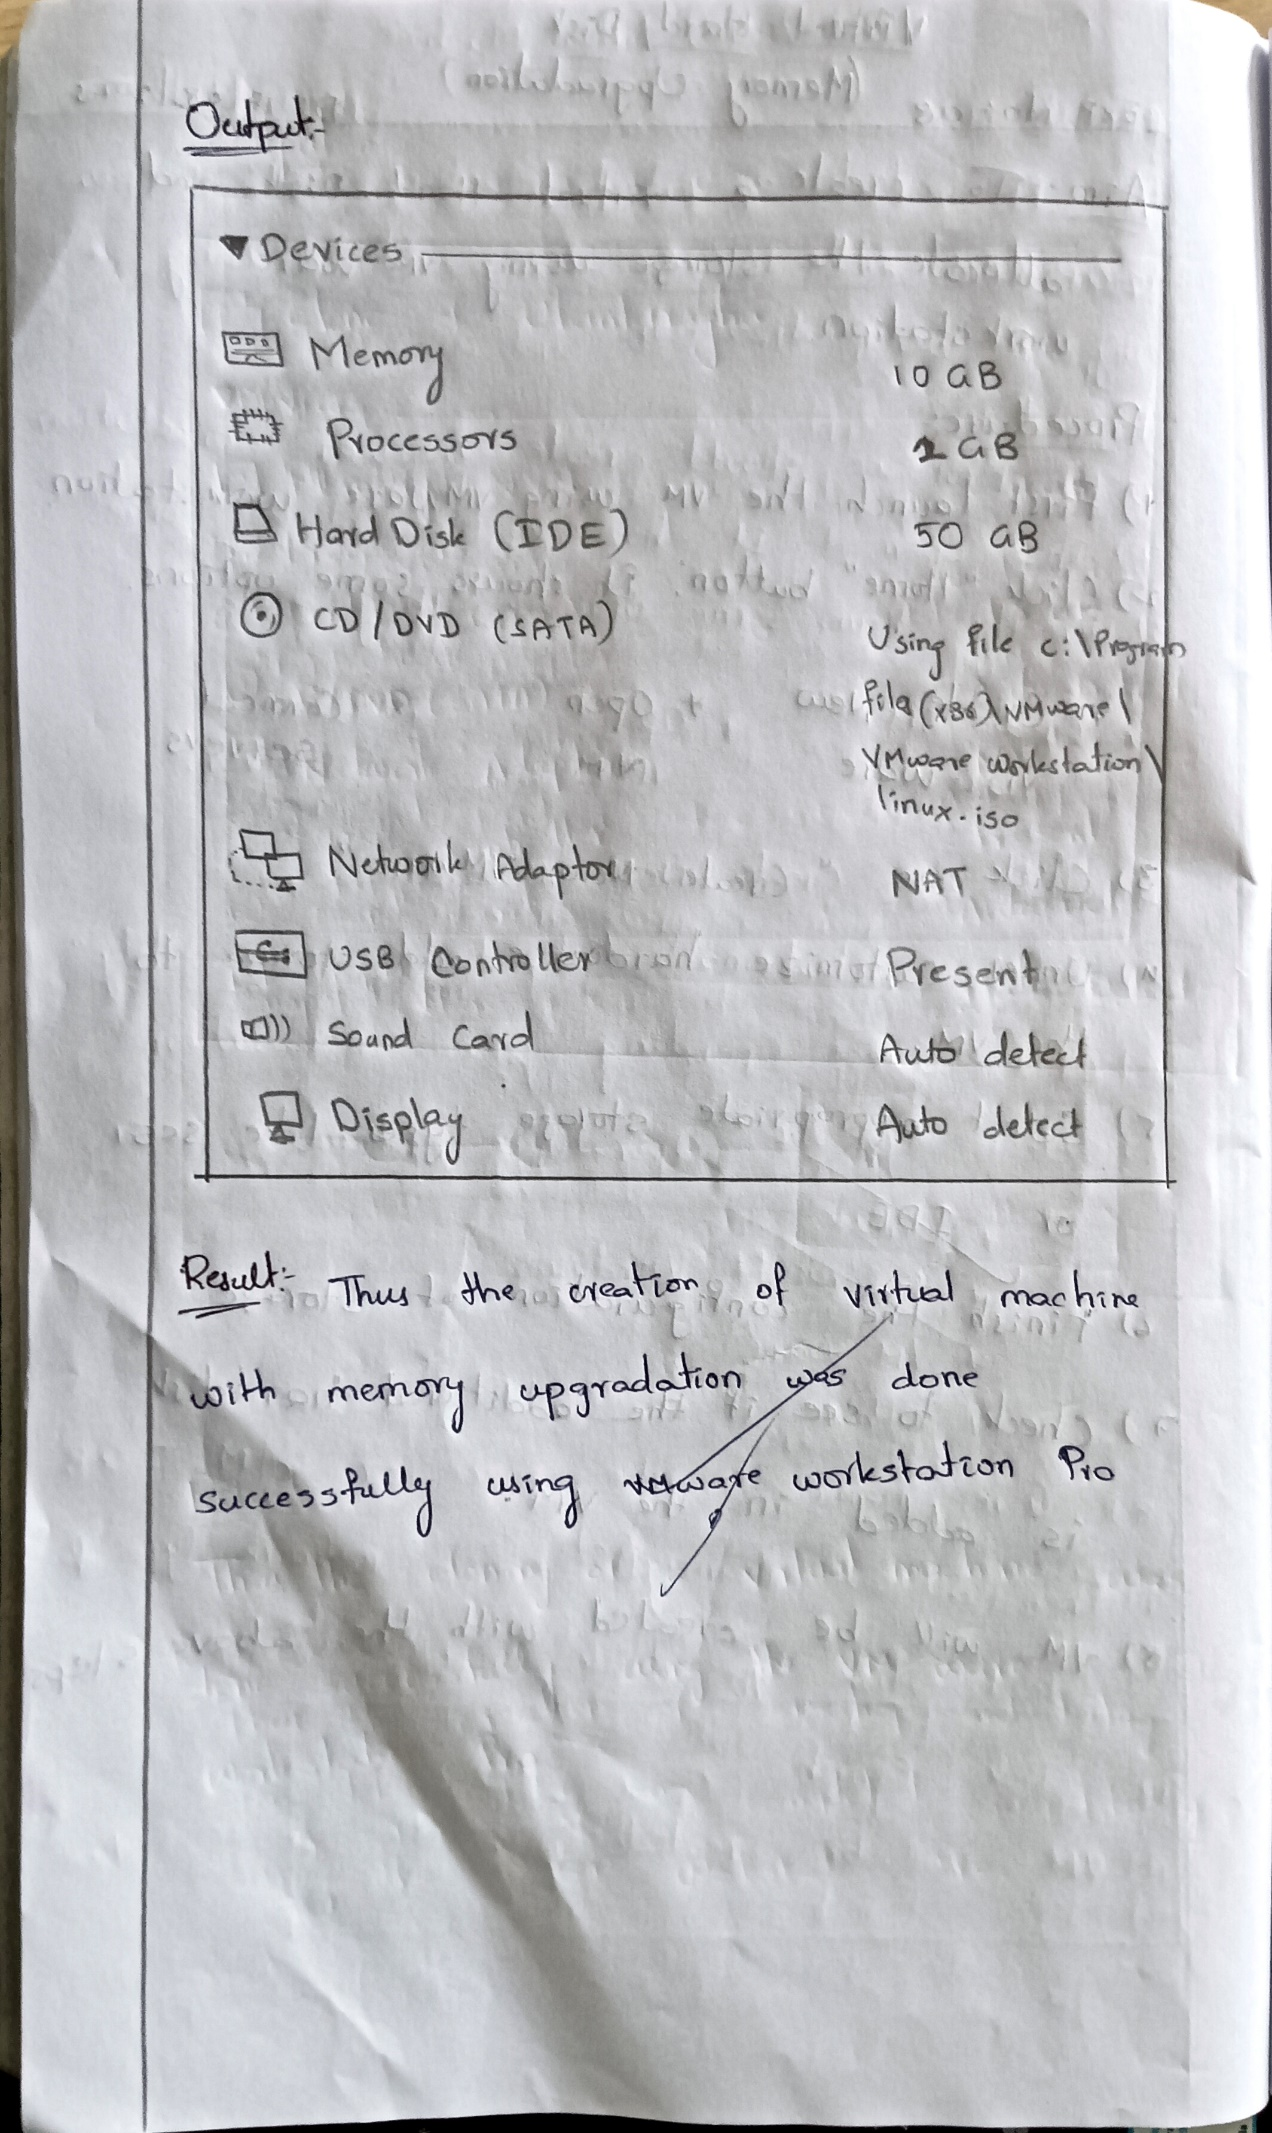 Output:-
▼ Devices
Memory 10 GB
Processors 2 GB
Hard Disk (IDE) 50 GB
CD/DVD (SATA) Using file c:\Program
file(x86)\VMware\
VMware workstation\
linux.iso
Network Adaptor NAT
USB Controller Present
Sound Card Auto detect
Display Auto detect
Result:- Thus the creation of virtual machine
with memory upgradation was done
successfully using VMware workstation Pro